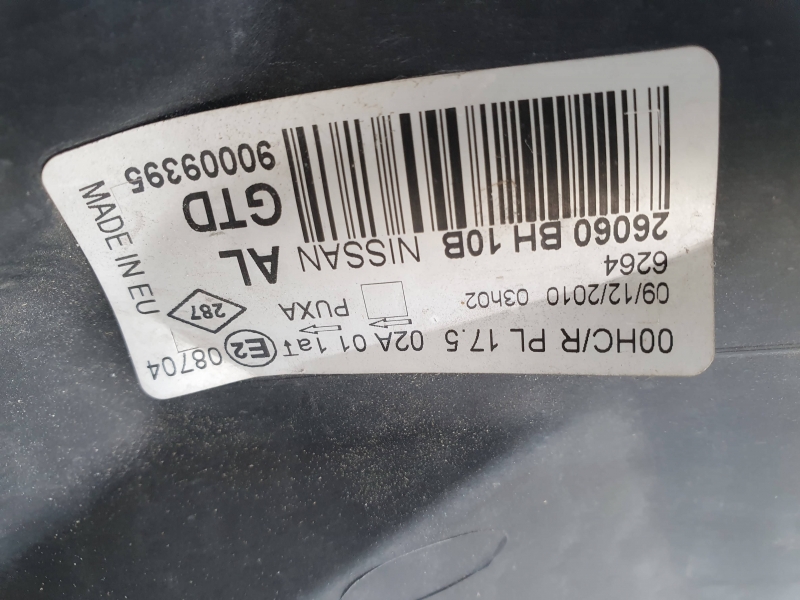 90009395
26060 BH 10B NISSAN
GTD
AL
6264
09/12/2010 03h02
PUXA
287
MADE IN EU
00HC/R PL 17.5 02A 01 1a E2 08704